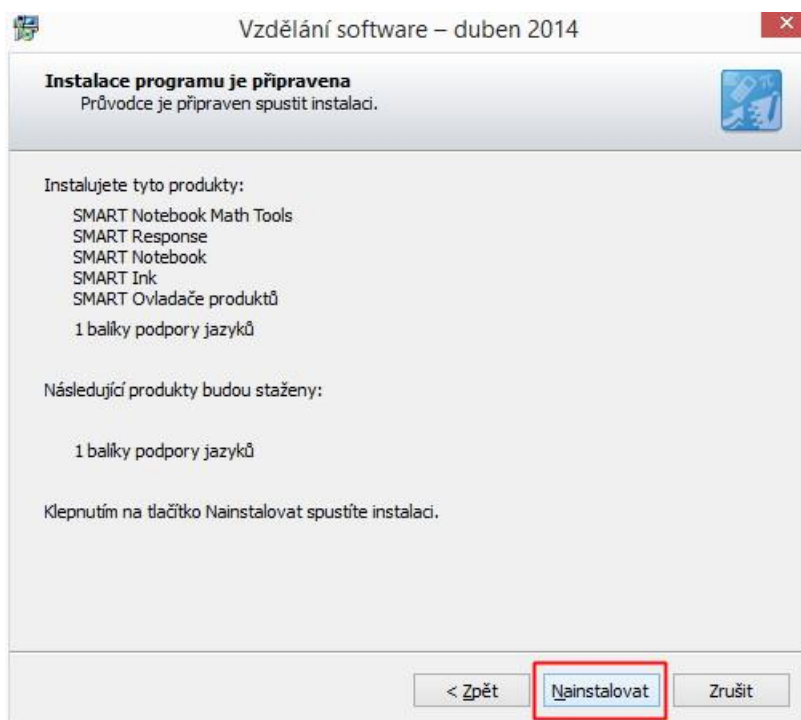 Vzdělání software – duben 2014
Instalace programu je připravena
Průvodce je připraven spustit instalaci.
Instalujete tyto produkty:
SMART Notebook Math Tools
SMART Response
SMART Notebook
SMART Ink
SMART Ovladače produktů
1 balíky podpory jazyků
Následující produkty budou staženy:
1 balíky podpory jazyků
Klepnutím na tlačítko Nainstalovat spustíte instalaci.
< Zpět Nainstalovat Zrušit